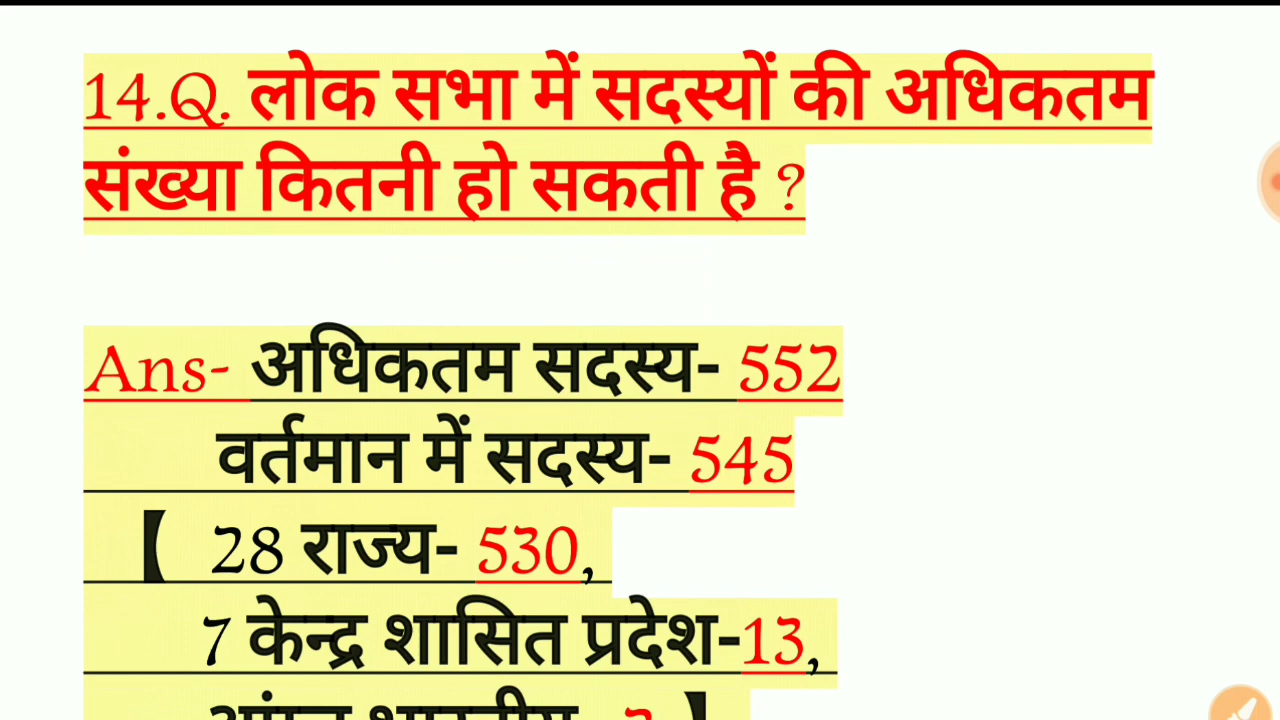 14.Q. लोक सभा में सदस्यों की अधिकतम
संख्या कितनी हो सकती है ?
Ans- अधिकतम सदस्य- 552
वर्तमान में सदस्य- 545
【 28 राज्य- 530,
7 केन्द्र शासित प्रदेश-13,